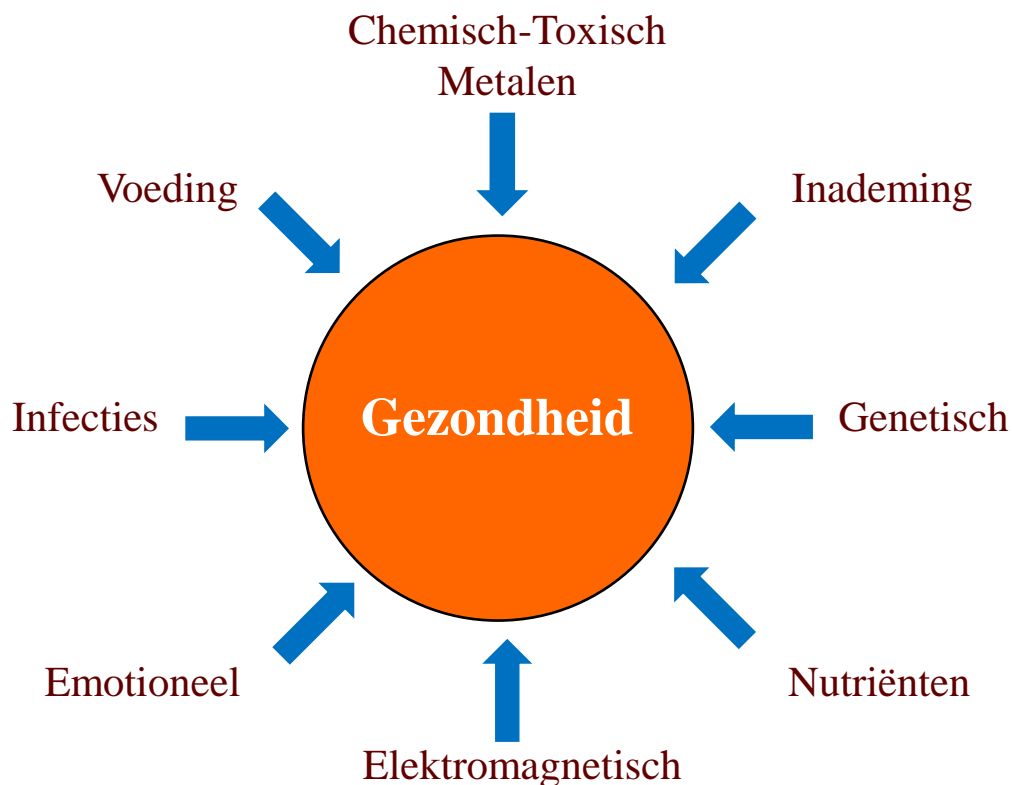 Chemisch-Toxisch
Metalen
Voeding
Inademing
Infecties
Gezondheid
Genetisch
Emotioneel
Nutriënten
Elektromagnetisch